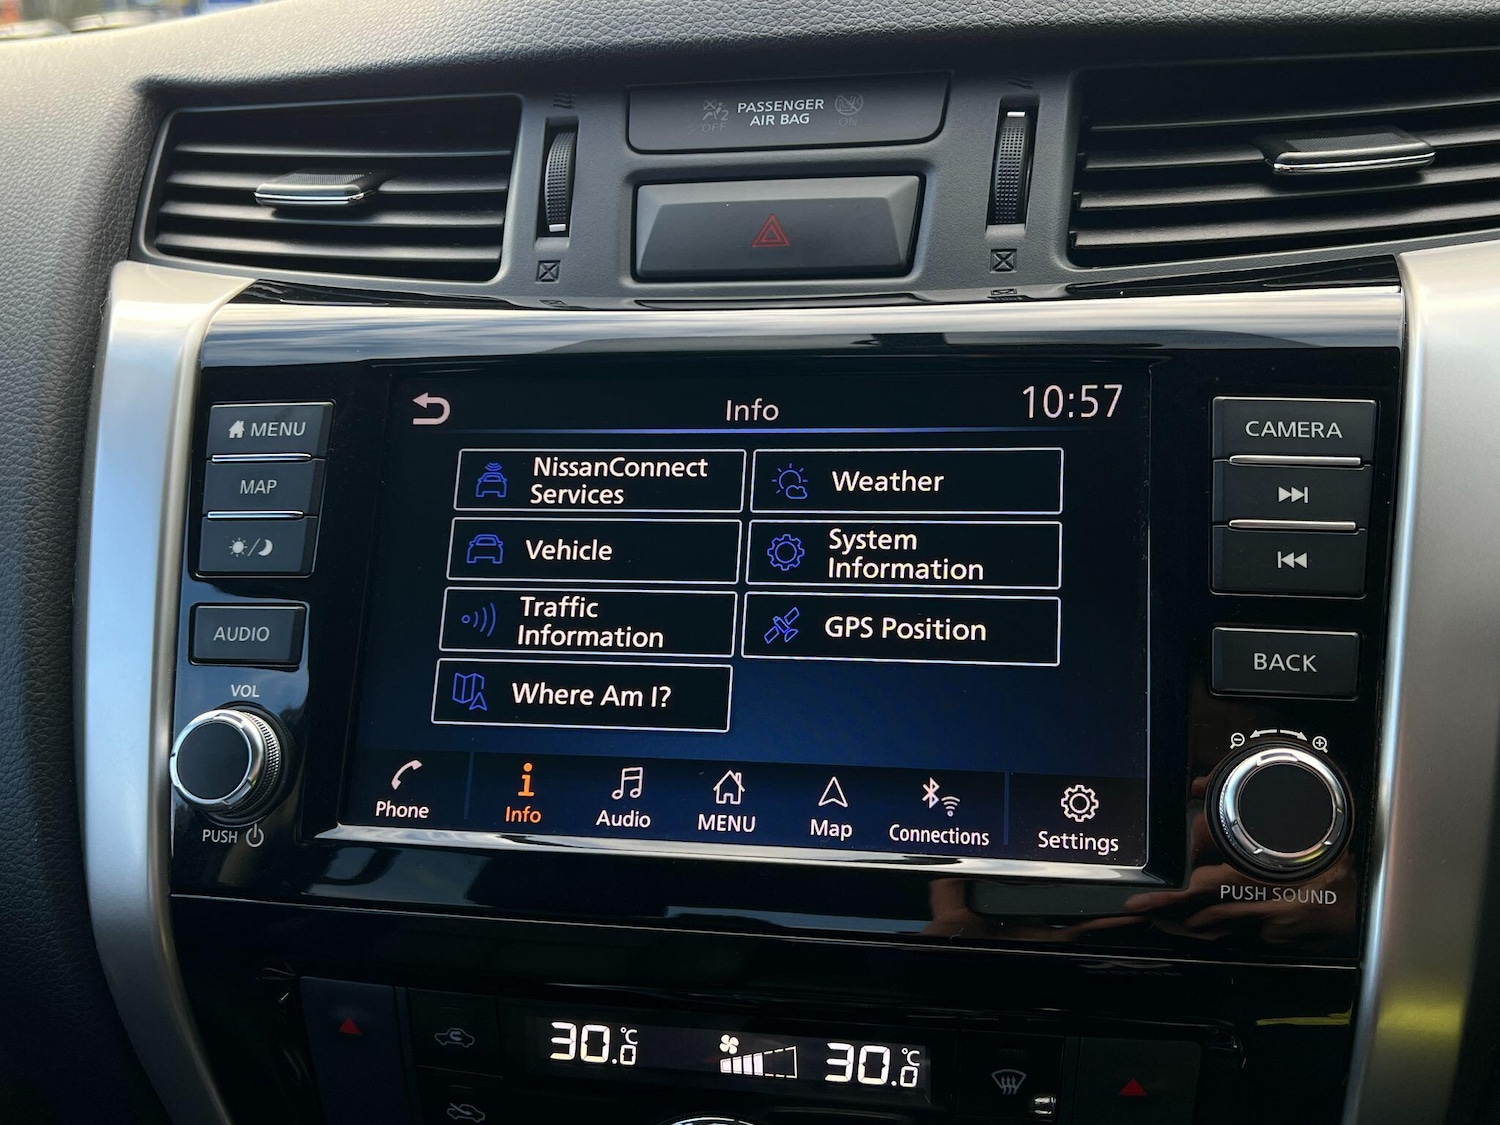 PASSENGER
AIR BAG
OFF
2
ON
Info
10:57
MENU
MAP
AUDIO
VOL
PUSH
NissanConnect
Services
Weather
Vehicle
System
Information
Traffic
Information
GPS Position
Where Am I?
Phone
Info
Audio
MENU
Map
Connections
Settings
CAMERA
BACK
PUSH SOUND
30.0°C
30.0°C